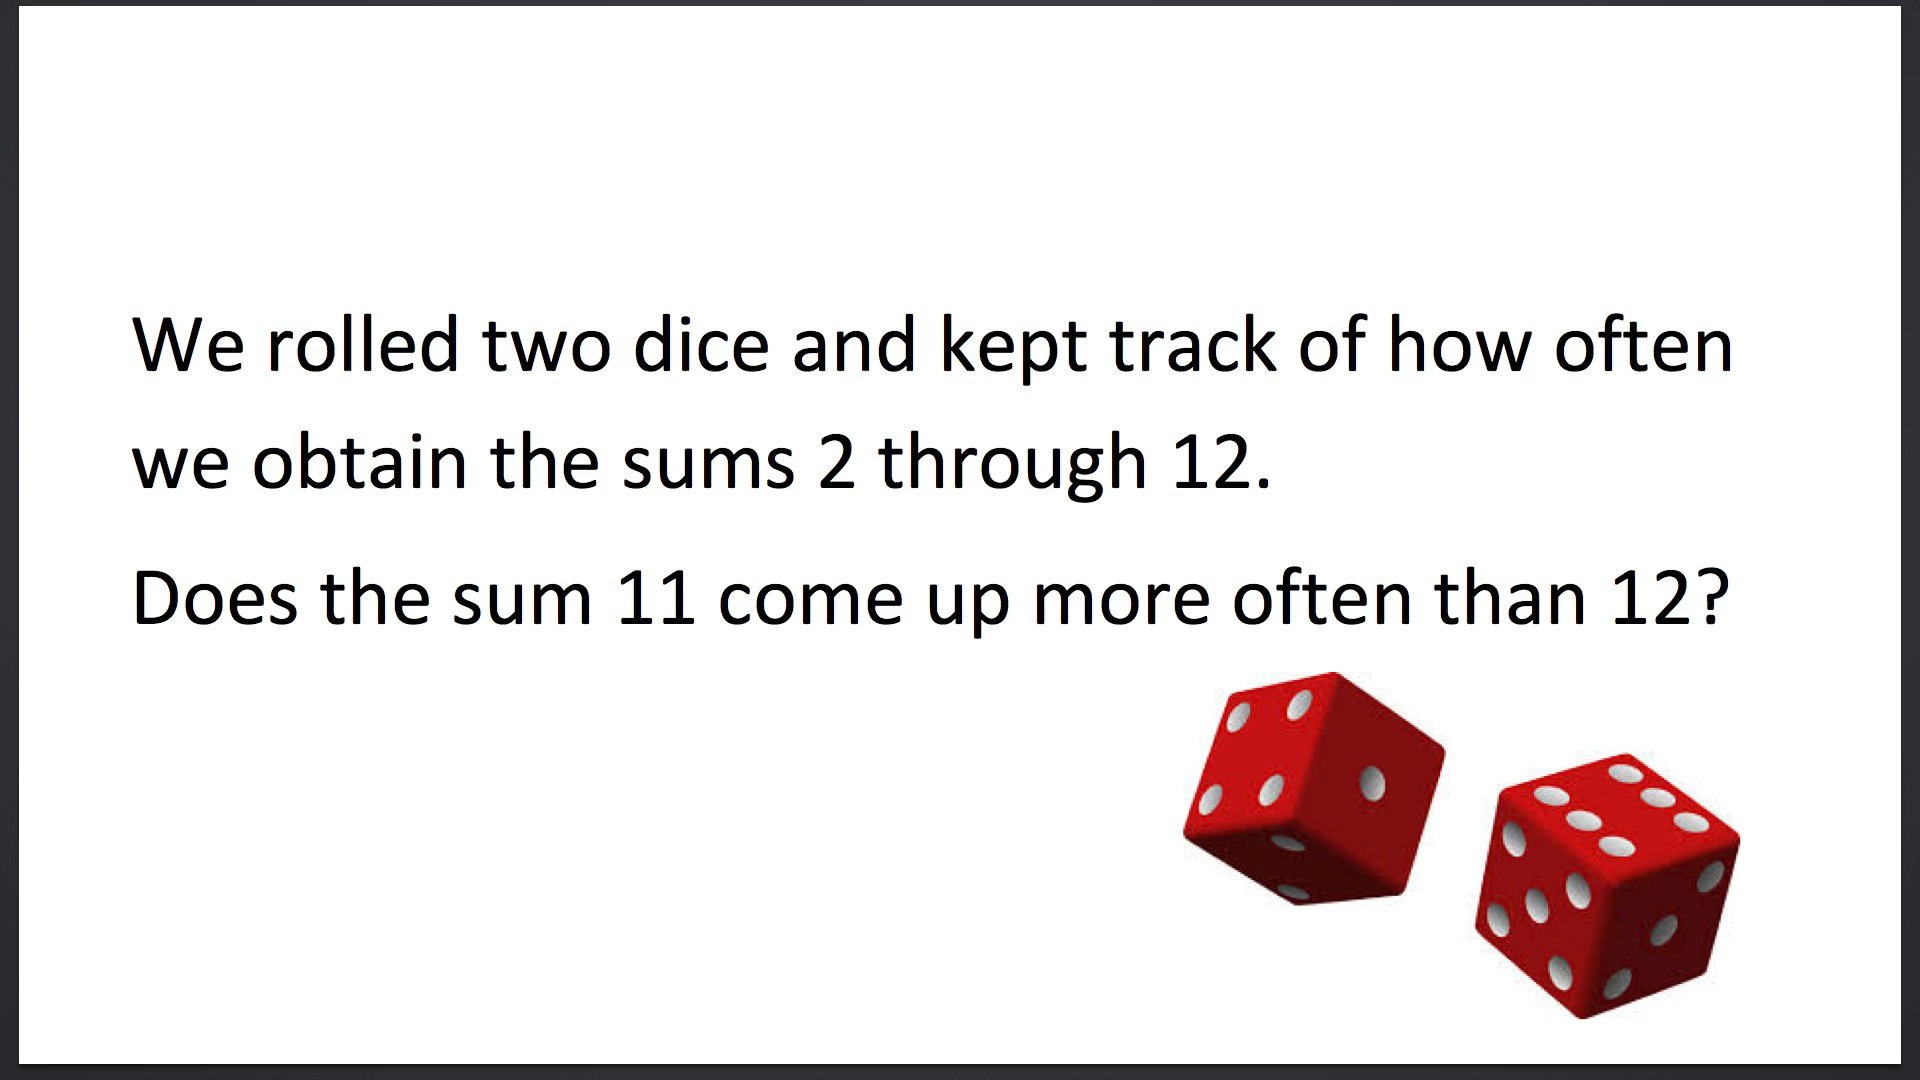 We rolled two dice and kept track of how often
we obtain the sums 2 through 12.
Does the sum 11 come up more often than 12?